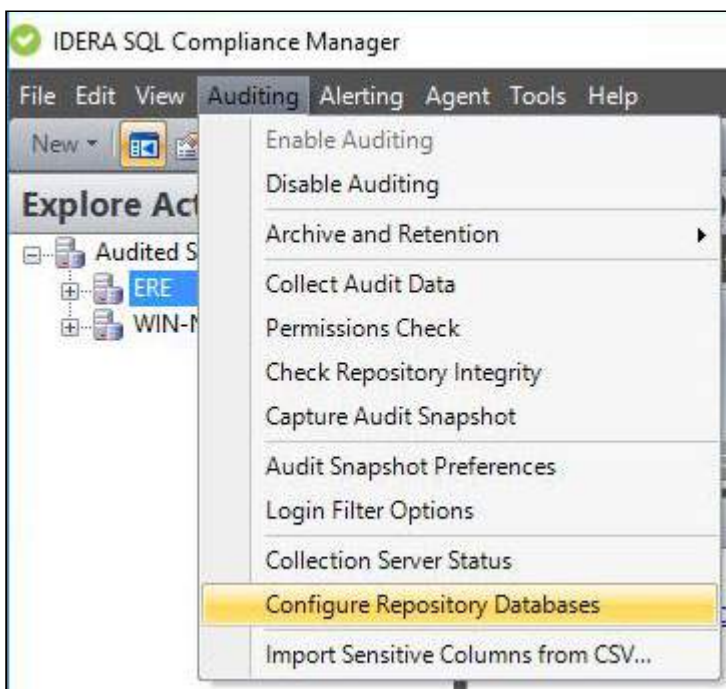 IDERA SQL Compliance Manager
File Edit View Auditing Alerting Agent Tools Help
New
Enable Auditing
Disable Auditing
Archive and Retention
Collect Audit Data
Permissions Check
Check Repository Integrity
Capture Audit Snapshot
Audit Snapshot Preferences
Login Filter Options
Collection Server Status
Configure Repository Databases
Import Sensitive Columns from CSV...
Explore Act
Audited S
ERE
WIN-N